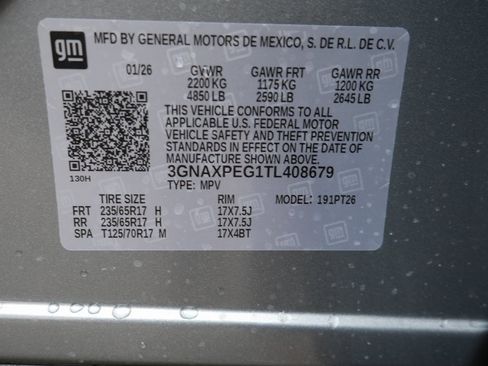 gm MFD BY GENERAL MOTORS DE MEXICO, S. DE R.L. DE C.V.
01/26 GVWR GAWR FRT GAWR RR
2200 KG 1175 KG 1200 KG
4850 LB 2590 LB 2645 LB
THIS VEHICLE CONFORMS TO ALL
APPLICABLE U.S. FEDERAL MOTOR
VEHICLE SAFETY AND THEFT PREVENTION
STANDARDS IN EFFECT ON THE DATE OF
MANUFACTURE SHOWN ABOVE.
3GNAXPEG1TL408679
130H TYPE: MPV
TIRE SIZE RIM MODEL: 191PT26
FRT 235/65R17 H 17X7.5J
RR 235/65R17 H 17X7.5J
SPA T125/70R17 M 17X4BT